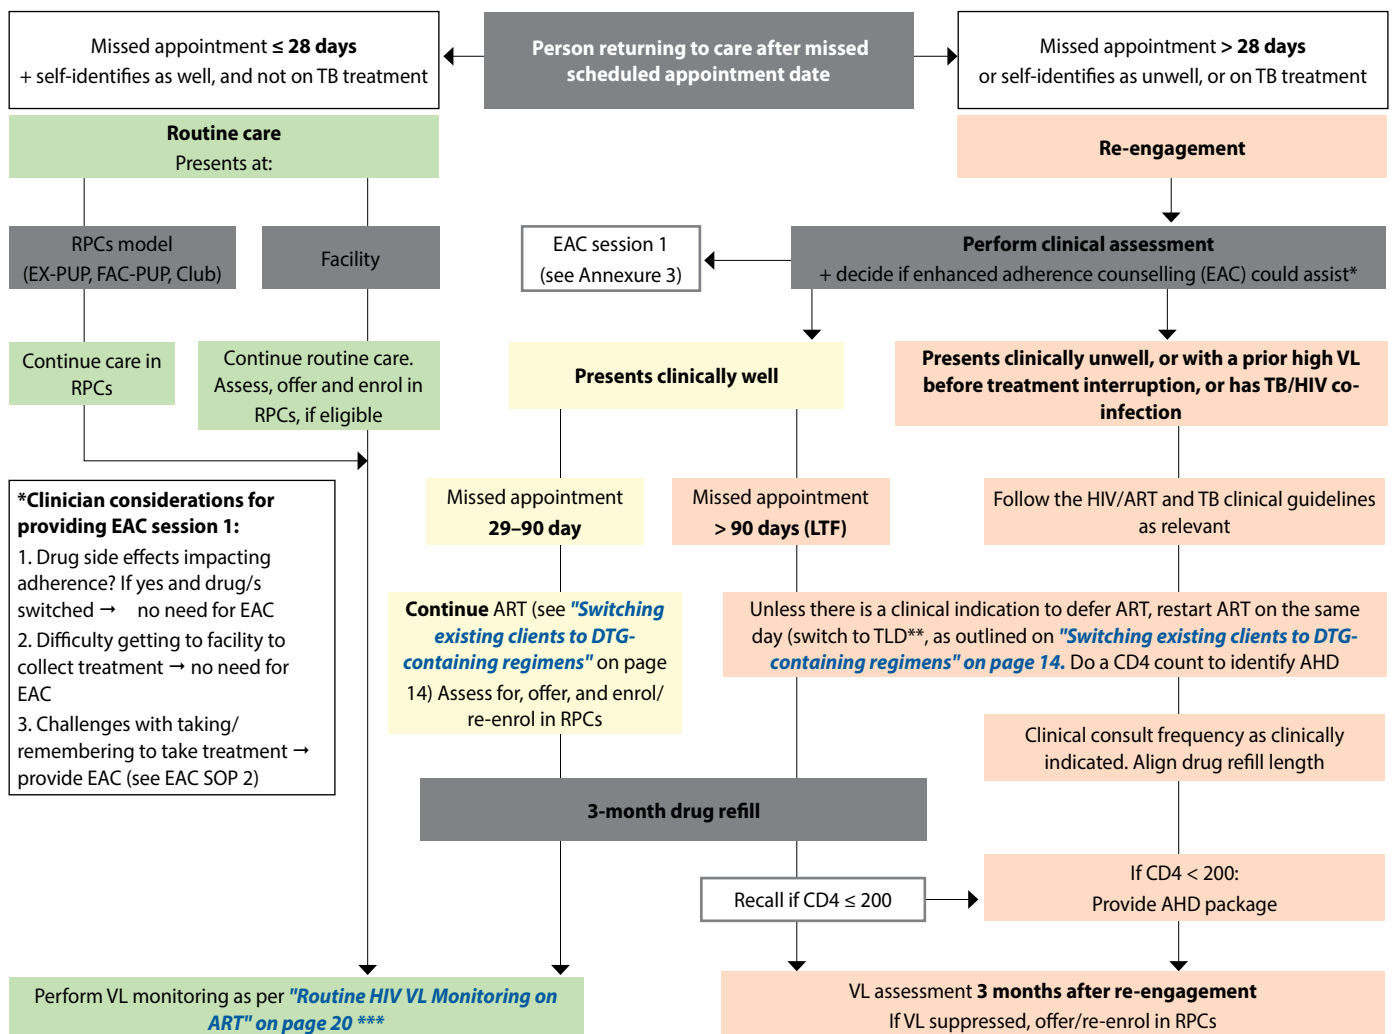 Missed appointment ≤ 28 days
+ self-identifies as well, and not on TB treatment
Person returning to care after missed
scheduled appointment date
Missed appointment > 28 days
or self-identifies as unwell, or on TB treatment
Routine care
Presents at:
Re-engagement
RPCs model
(EX-PUP, FAC-PUP, Club)
Facility
EAC session 1
(see Annexure 3)
Perform clinical assessment
+ decide if enhanced adherence counselling (EAC) could assist*
Continue care in
RPCs
Continue routine care.
Assess, offer and enrol in
RPCs, if eligible
Presents clinically well
Presents clinically unwell, or with a prior high VL
before treatment interruption, or has TB/HIV co-
infection
*Clinician considerations for
providing EAC session 1:
1. Drug side effects impacting
adherence? If yes and drug/s
switched → no need for EAC
2. Difficulty getting to facility to
collect treatment → no need for
EAC
3. Challenges with taking/
remembering to take treatment →
provide EAC (see EAC SOP 2)
Missed appointment
29–90 day
Missed appointment
> 90 days (LTF)
Follow the HIV/ART and TB clinical guidelines
as relevant
Continue ART (see "Switching
existing clients to DTG-
containing regimens" on page
14) Assess for, offer, and enrol/
re-enrol in RPCs
Unless there is a clinical indication to defer ART, restart ART on the same
day (switch to TLD**, as outlined on "Switching existing clients to DTG-
containing regimens" on page 14. Do a CD4 count to identify AHD
Clinical consult frequency as clinically
indicated. Align drug refill length
3-month drug refill
Recall if CD4 ≤ 200
If CD4 < 200:
Provide AHD package
Perform VL monitoring as per "Routine HIV VL Monitoring on
ART" on page 20 ***
VL assessment 3 months after re-engagement
If VL suppressed, offer/re-enrol in RPCs